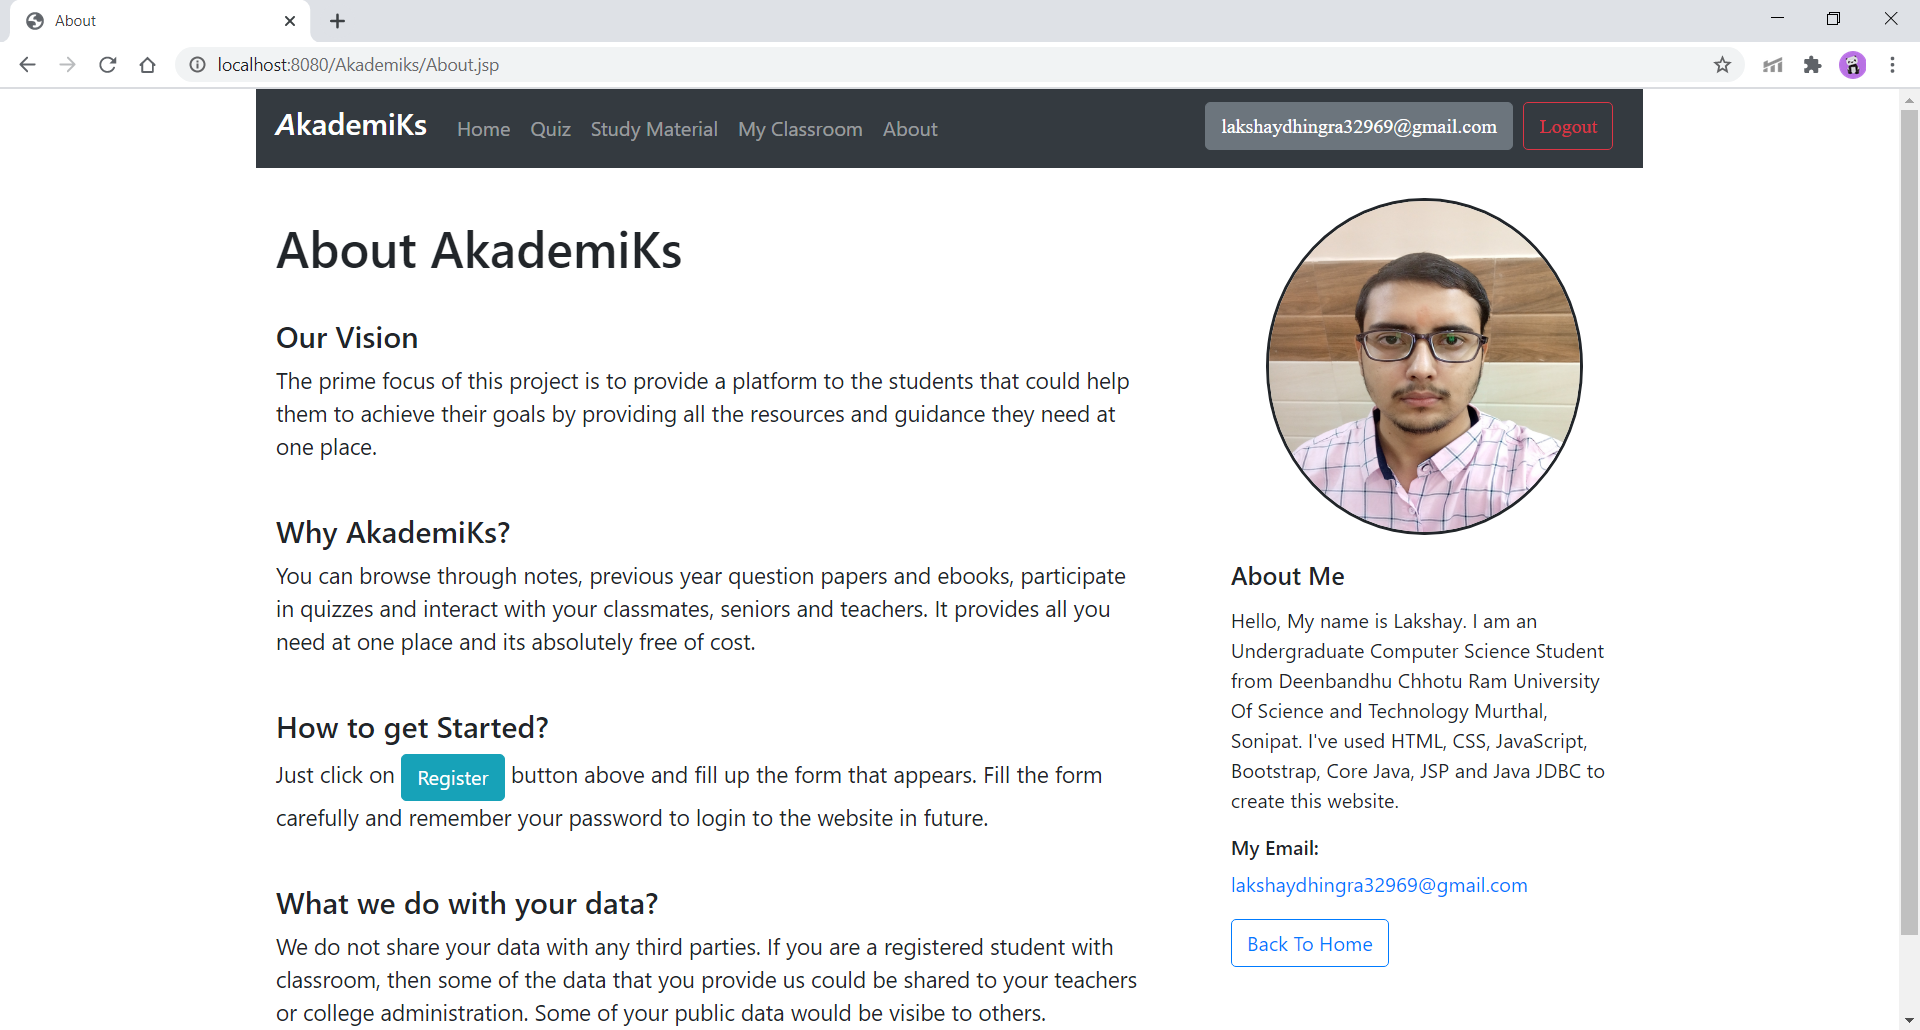 About
localhost:8080/Akademiks/About.jsp
AkademiKs Home Quiz Study Material My Classroom About lakshaydhingra32969@gmail.com Logout
About AkademiKs
Our Vision
The prime focus of this project is to provide a platform to the students that could help
them to achieve their goals by providing all the resources and guidance they need at
one place.
Why AkademiKs?
You can browse through notes, previous year question papers and ebooks, participate
in quizzes and interact with your classmates, seniors and teachers. It provides all you
need at one place and its absolutely free of cost.
How to get Started?
Just click on Register button above and fill up the form that appears. Fill the form
carefully and remember your password to login to the website in future.
What we do with your data?
We do not share your data with any third parties. If you are a registered student with
classroom, then some of the data that you provide us could be shared to your teachers
or college administration. Some of your public data would be visibe to others.
About Me
Hello, My name is Lakshay. I am an
Undergraduate Computer Science Student
from Deenbandhu Chhotu Ram University
Of Science and Technology Murthal,
Sonipat. I've used HTML, CSS, JavaScript,
Bootstrap, Core Java, JSP and Java JDBC to
create this website.
My Email:
lakshaydhingra32969@gmail.com
Back To Home